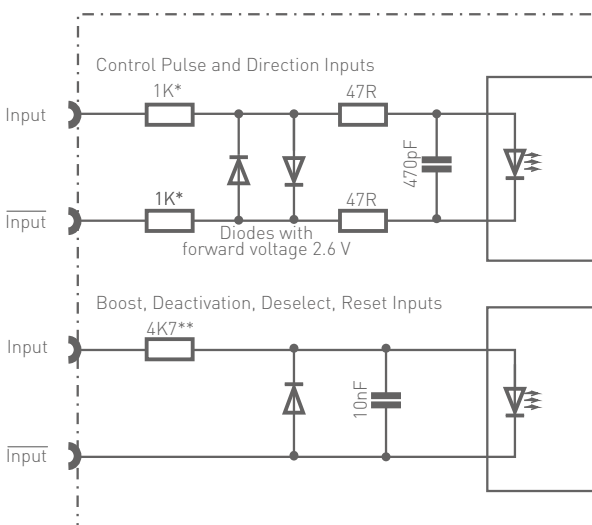 Control Pulse and Direction Inputs
1K*
47R
Input
470pF
1K*
47R
Input
Diodes with
forward voltage 2.6 V
Boost, Deactivation, Deselect, Reset Inputs
4K7**
Input
10nF
Input